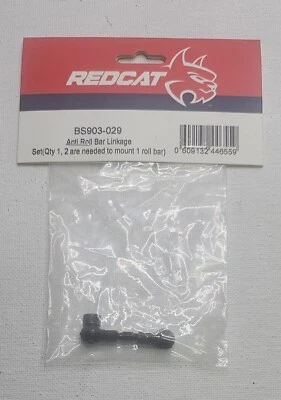 REDCAT
BS903-029
Anti Roll Bar Linkage
Set(Qty 1, 2 are needed to mount 1 roll bar)
0 609132 446559